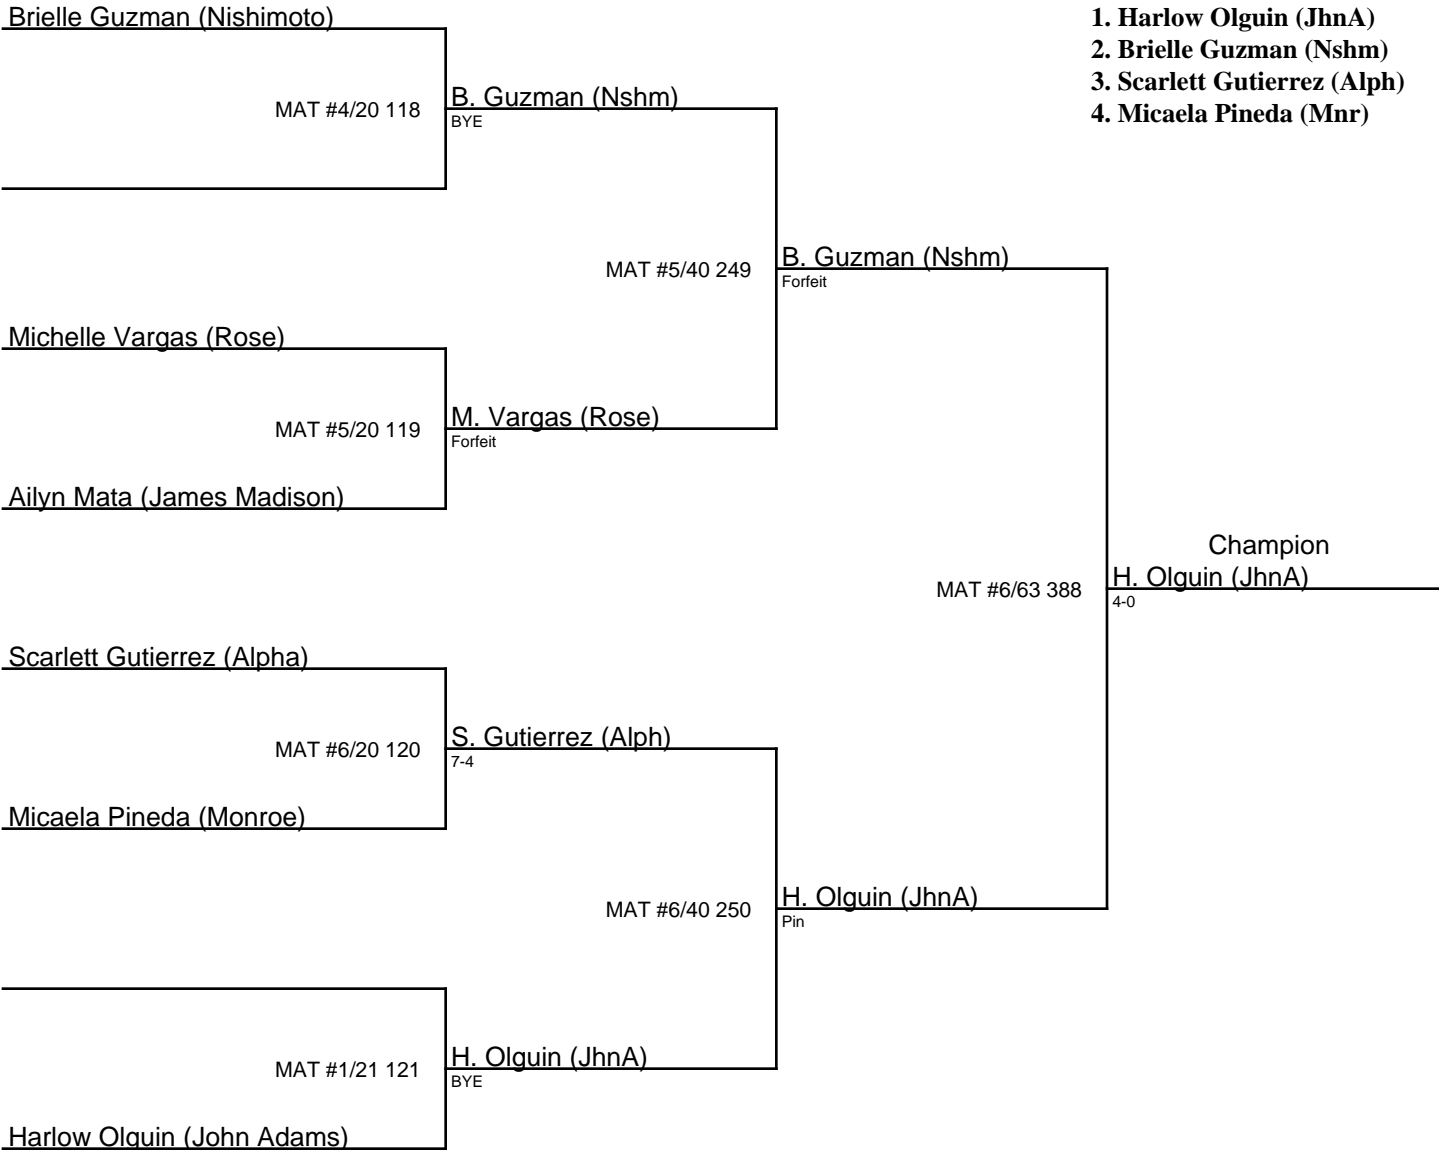 Brielle Guzman (Nishimoto)
1. Harlow Olguin (JhnA)
2. Brielle Guzman (Nshm)
3. Scarlett Gutierrez (Alph)
4. Micaela Pineda (Mnr)
MAT #4/20 118
B. Guzman (Nshm)
BYE
MAT #5/40 249
B. Guzman (Nshm)
Forfeit
Michelle Vargas (Rose)
MAT #5/20 119
M. Vargas (Rose)
Forfeit
Ailyn Mata (James Madison)
Champion
MAT #6/63 388
H. Olguin (JhnA)
4-0
Scarlett Gutierrez (Alpha)
MAT #6/20 120
S. Gutierrez (Alph)
7-4
Micaela Pineda (Monroe)
MAT #6/40 250
H. Olguin (JhnA)
Pin
MAT #1/21 121
H. Olguin (JhnA)
BYE
Harlow Olguin (John Adams)